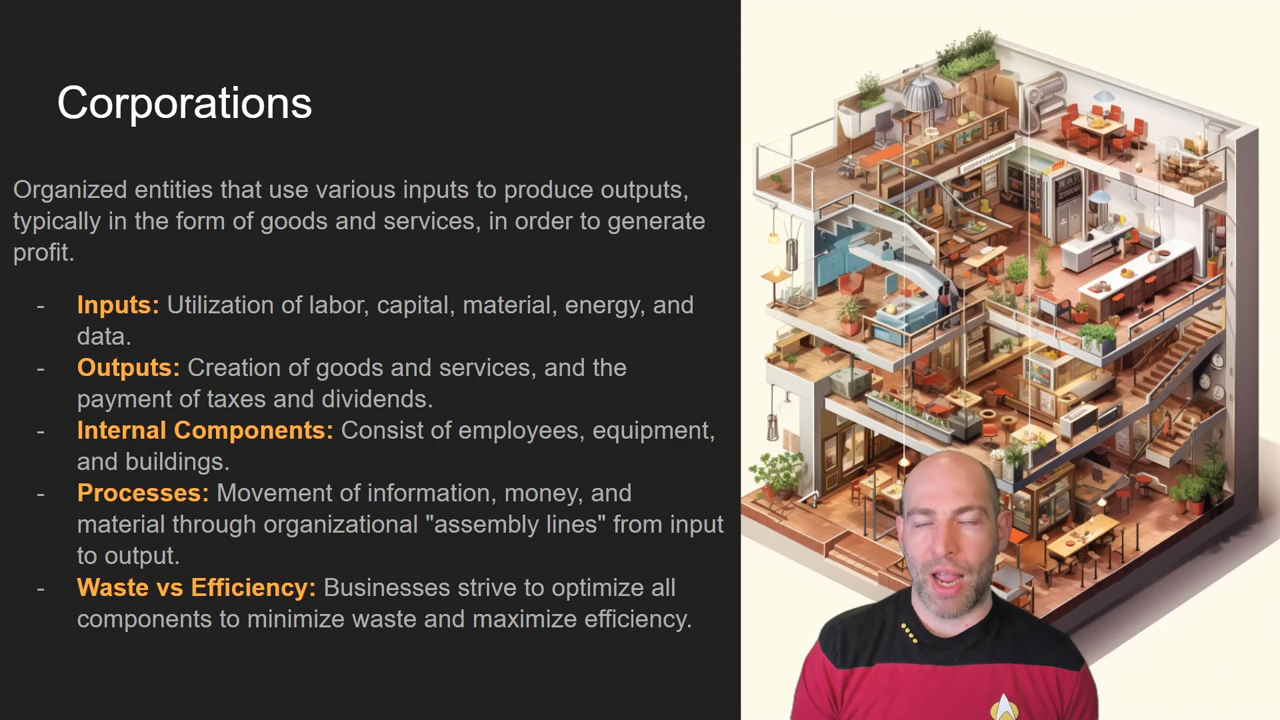 Corporations
Organized entities that use various inputs to produce outputs,
typically in the form of goods and services, in order to generate
profit.
- Inputs: Utilization of labor, capital, material, energy, and
data.
- Outputs: Creation of goods and services, and the
payment of taxes and dividends.
- Internal Components: Consist of employees, equipment,
and buildings.
- Processes: Movement of information, money, and
material through organizational "assembly lines" from input
to output.
- Waste vs Efficiency: Businesses strive to optimize all
components to minimize waste and maximize efficiency.